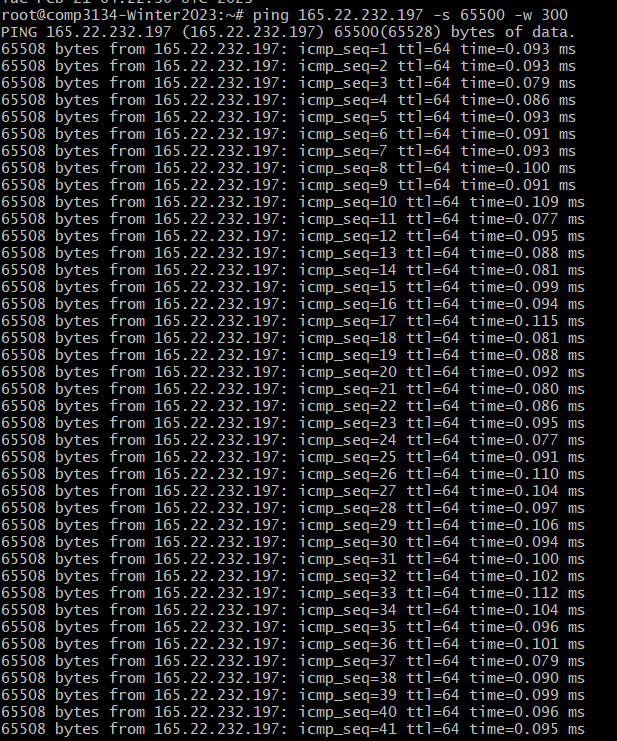 Tue Feb 21 04:22:30 UTC 2023
root@comp3134-Winter2023:~# ping 165.22.232.197 -s 65500 -w 300
PING 165.22.232.197 (165.22.232.197) 65500(65528) bytes of data.
65508 bytes from 165.22.232.197: icmp_seq=1 ttl=64 time=0.093 ms
65508 bytes from 165.22.232.197: icmp_seq=2 ttl=64 time=0.093 ms
65508 bytes from 165.22.232.197: icmp_seq=3 ttl=64 time=0.079 ms
65508 bytes from 165.22.232.197: icmp_seq=4 ttl=64 time=0.086 ms
65508 bytes from 165.22.232.197: icmp_seq=5 ttl=64 time=0.093 ms
65508 bytes from 165.22.232.197: icmp_seq=6 ttl=64 time=0.091 ms
65508 bytes from 165.22.232.197: icmp_seq=7 ttl=64 time=0.093 ms
65508 bytes from 165.22.232.197: icmp_seq=8 ttl=64 time=0.100 ms
65508 bytes from 165.22.232.197: icmp_seq=9 ttl=64 time=0.091 ms
65508 bytes from 165.22.232.197: icmp_seq=10 ttl=64 time=0.109 ms
65508 bytes from 165.22.232.197: icmp_seq=11 ttl=64 time=0.077 ms
65508 bytes from 165.22.232.197: icmp_seq=12 ttl=64 time=0.095 ms
65508 bytes from 165.22.232.197: icmp_seq=13 ttl=64 time=0.088 ms
65508 bytes from 165.22.232.197: icmp_seq=14 ttl=64 time=0.081 ms
65508 bytes from 165.22.232.197: icmp_seq=15 ttl=64 time=0.099 ms
65508 bytes from 165.22.232.197: icmp_seq=16 ttl=64 time=0.094 ms
65508 bytes from 165.22.232.197: icmp_seq=17 ttl=64 time=0.115 ms
65508 bytes from 165.22.232.197: icmp_seq=18 ttl=64 time=0.081 ms
65508 bytes from 165.22.232.197: icmp_seq=19 ttl=64 time=0.088 ms
65508 bytes from 165.22.232.197: icmp_seq=20 ttl=64 time=0.092 ms
65508 bytes from 165.22.232.197: icmp_seq=21 ttl=64 time=0.080 ms
65508 bytes from 165.22.232.197: icmp_seq=22 ttl=64 time=0.086 ms
65508 bytes from 165.22.232.197: icmp_seq=23 ttl=64 time=0.095 ms
65508 bytes from 165.22.232.197: icmp_seq=24 ttl=64 time=0.077 ms
65508 bytes from 165.22.232.197: icmp_seq=25 ttl=64 time=0.091 ms
65508 bytes from 165.22.232.197: icmp_seq=26 ttl=64 time=0.110 ms
65508 bytes from 165.22.232.197: icmp_seq=27 ttl=64 time=0.104 ms
65508 bytes from 165.22.232.197: icmp_seq=28 ttl=64 time=0.097 ms
65508 bytes from 165.22.232.197: icmp_seq=29 ttl=64 time=0.106 ms
65508 bytes from 165.22.232.197: icmp_seq=30 ttl=64 time=0.094 ms
65508 bytes from 165.22.232.197: icmp_seq=31 ttl=64 time=0.100 ms
65508 bytes from 165.22.232.197: icmp_seq=32 ttl=64 time=0.102 ms
65508 bytes from 165.22.232.197: icmp_seq=33 ttl=64 time=0.112 ms
65508 bytes from 165.22.232.197: icmp_seq=34 ttl=64 time=0.104 ms
65508 bytes from 165.22.232.197: icmp_seq=35 ttl=64 time=0.096 ms
65508 bytes from 165.22.232.197: icmp_seq=36 ttl=64 time=0.101 ms
65508 bytes from 165.22.232.197: icmp_seq=37 ttl=64 time=0.079 ms
65508 bytes from 165.22.232.197: icmp_seq=38 ttl=64 time=0.090 ms
65508 bytes from 165.22.232.197: icmp_seq=39 ttl=64 time=0.099 ms
65508 bytes from 165.22.232.197: icmp_seq=40 ttl=64 time=0.096 ms
65508 bytes from 165.22.232.197: icmp_seq=41 ttl=64 time=0.095 ms